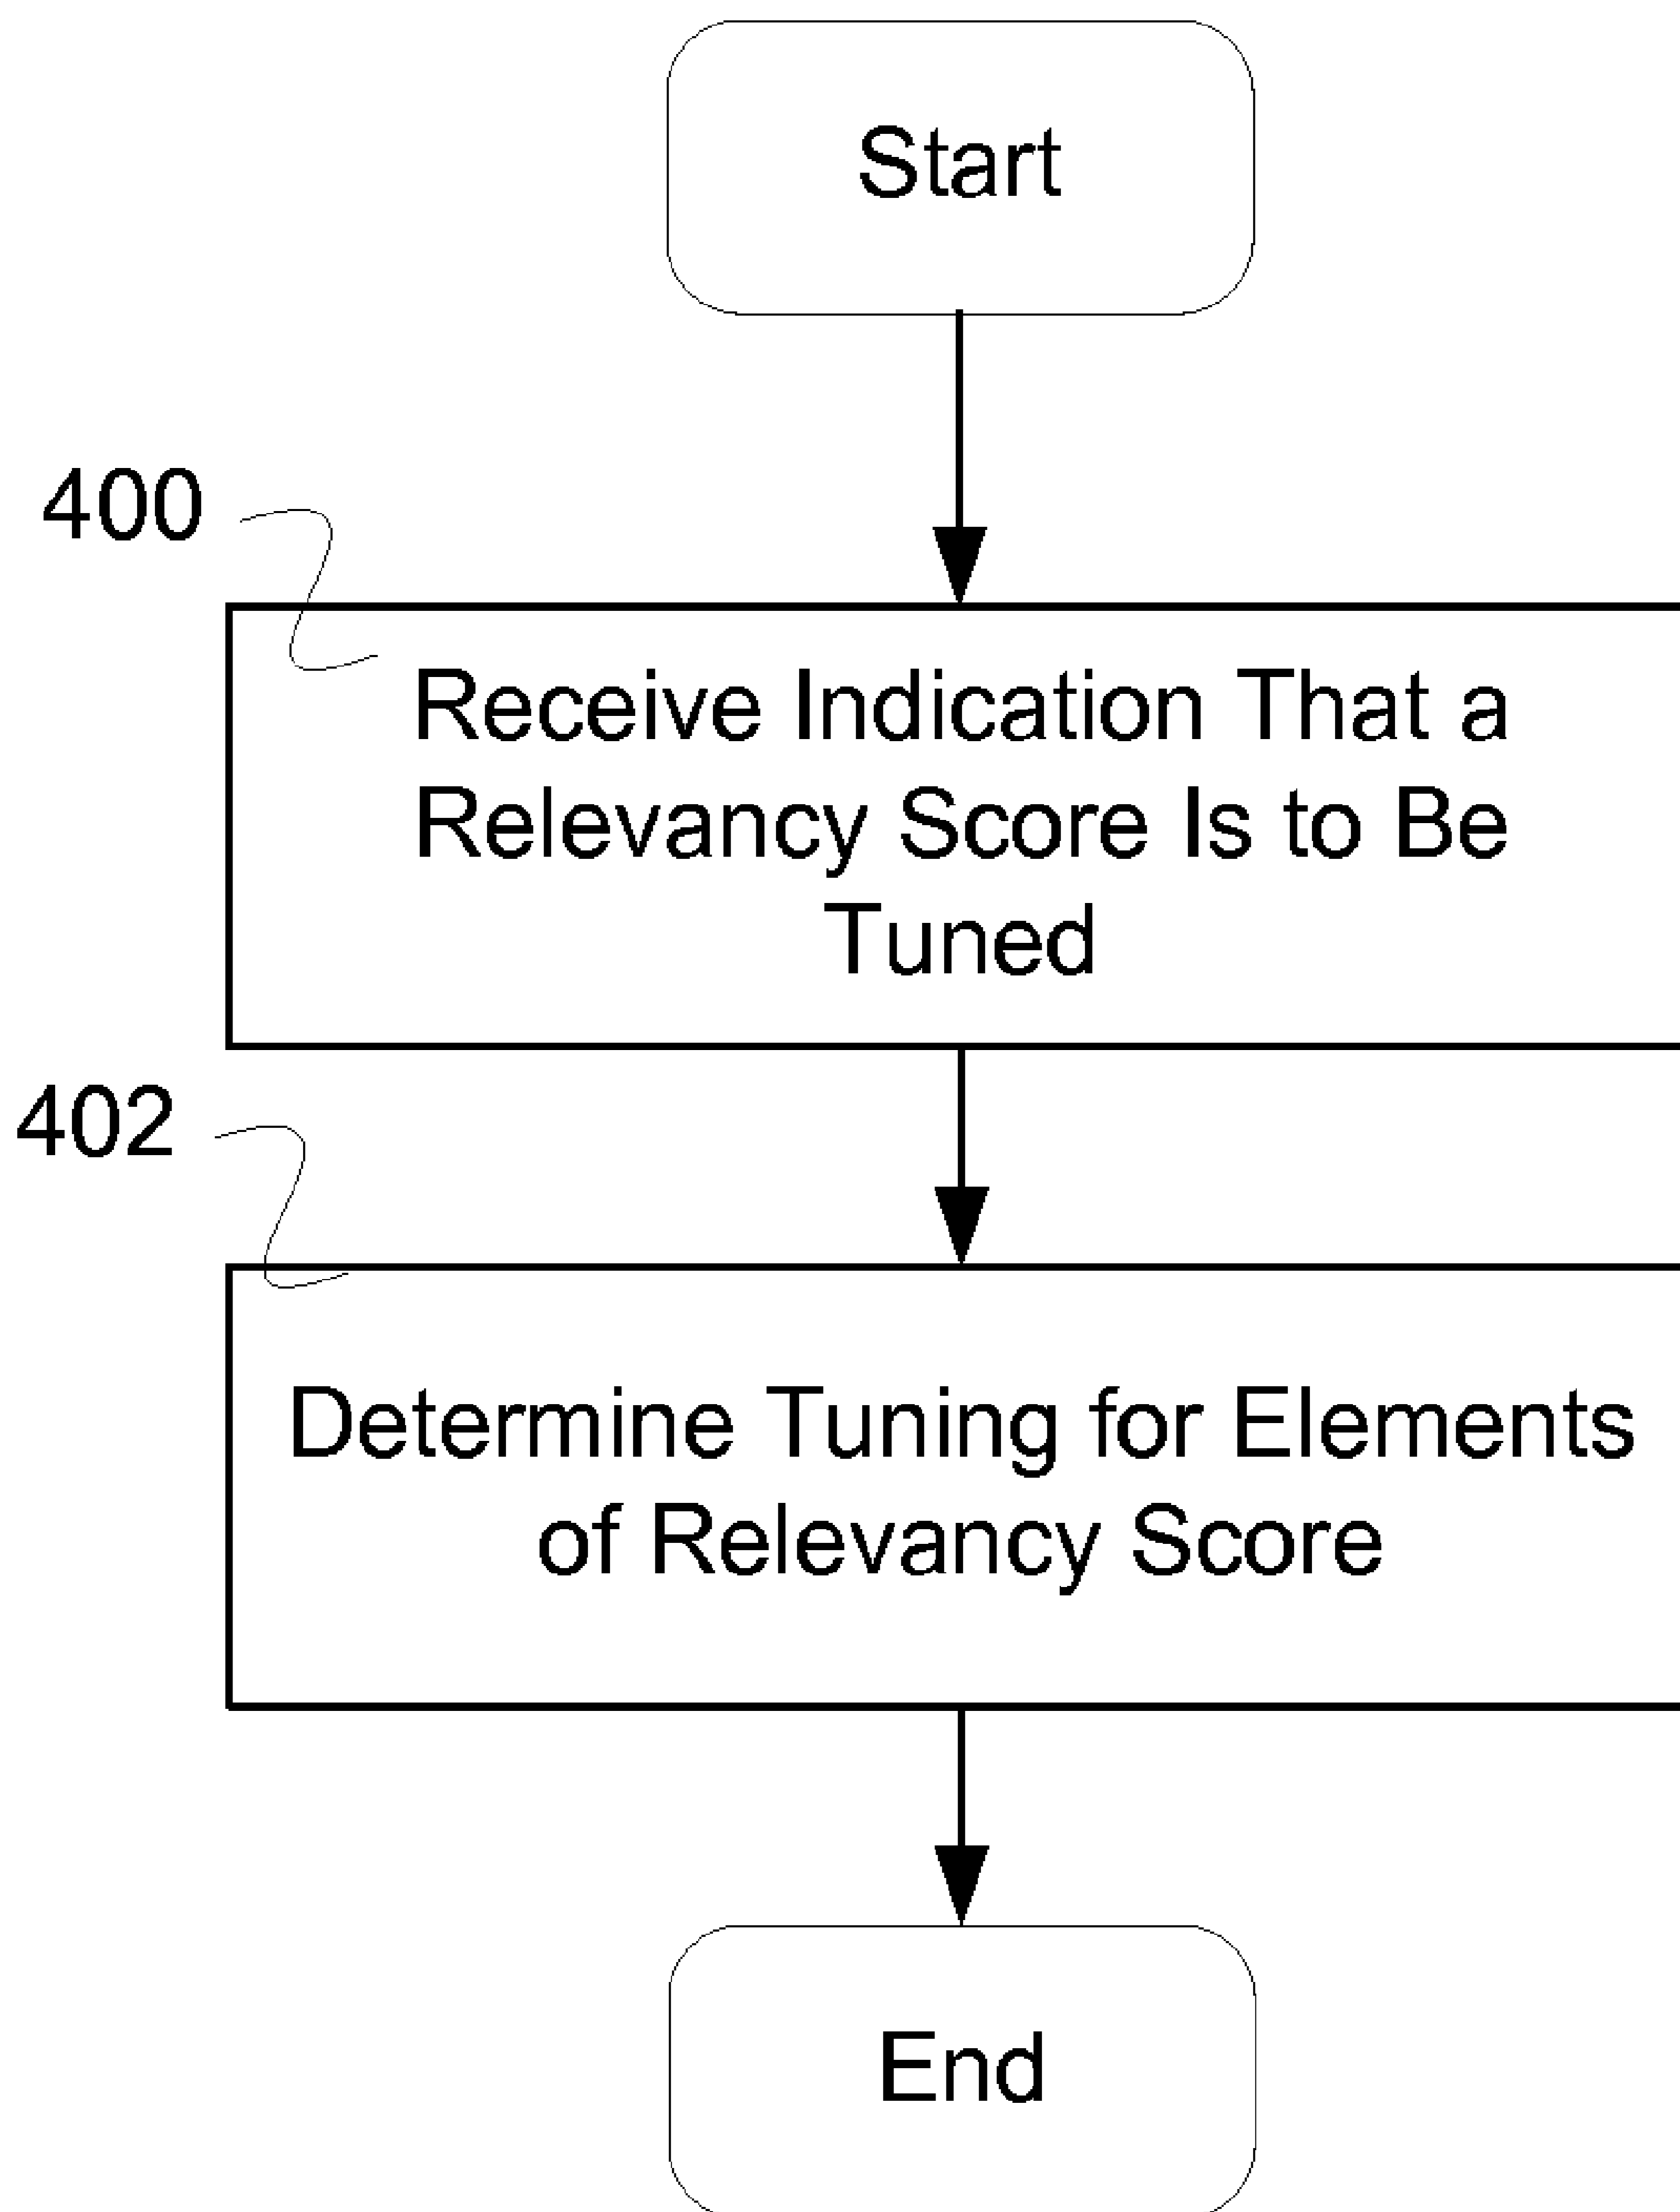 Start
400
Receive Indication That a
Relevancy Score Is to Be
Tuned
402
Determine Tuning for Elements
of Relevancy Score
End